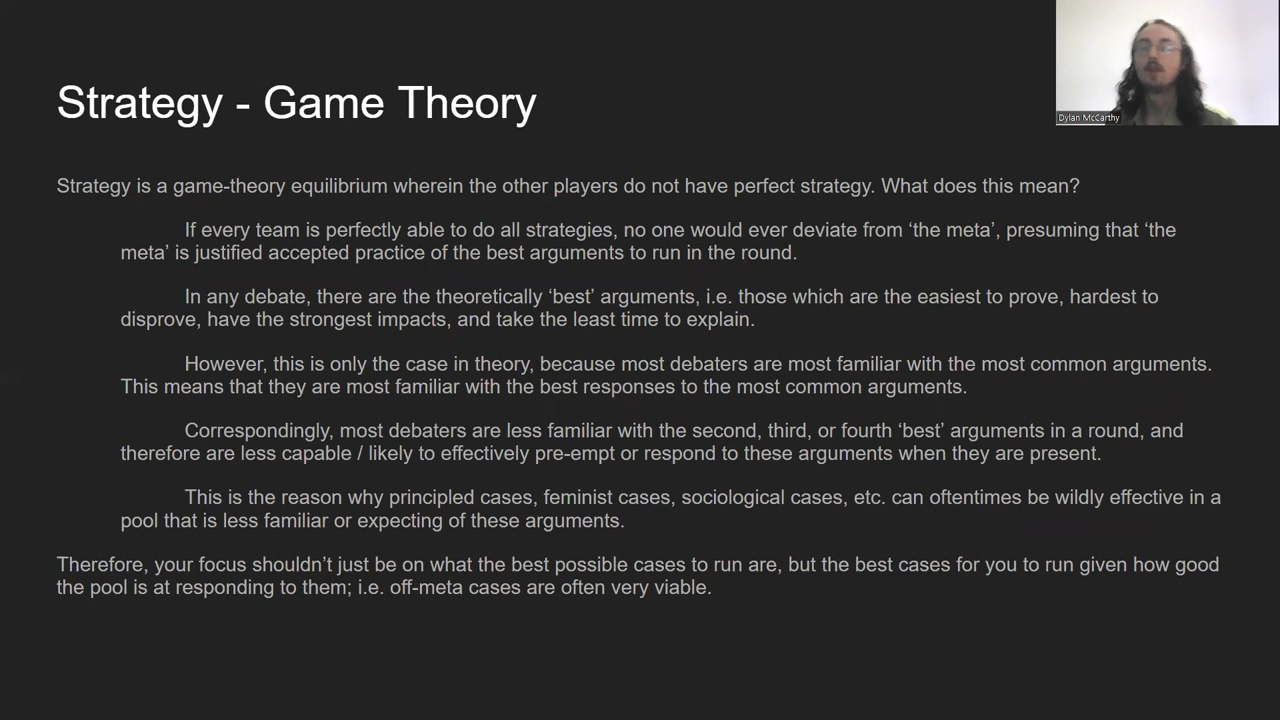 Strategy - Game Theory
Dylan McCarthy
Strategy is a game-theory equilibrium wherein the other players do not have perfect strategy. What does this mean?
If every team is perfectly able to do all strategies, no one would ever deviate from ‘the meta’, presuming that ‘the
meta’ is justified accepted practice of the best arguments to run in the round.
In any debate, there are the theoretically ‘best’ arguments, i.e. those which are the easiest to prove, hardest to
disprove, have the strongest impacts, and take the least time to explain.
However, this is only the case in theory, because most debaters are most familiar with the most common arguments.
This means that they are most familiar with the best responses to the most common arguments.
Correspondingly, most debaters are less familiar with the second, third, or fourth ‘best’ arguments in a round, and
therefore are less capable / likely to effectively pre-empt or respond to these arguments when they are present.
This is the reason why principled cases, feminist cases, sociological cases, etc. can oftentimes be wildly effective in a
pool that is less familiar or expecting of these arguments.
Therefore, your focus shouldn’t just be on what the best possible cases to run are, but the best cases for you to run given how good
the pool is at responding to them; i.e. off-meta cases are often very viable.